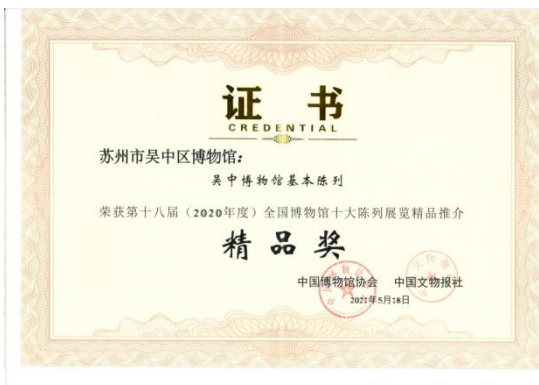 证 书
CREDENTIAL
苏州市吴中区博物馆:
吴中博物馆基本陈列
荣获第十八届（2020年度）全国博物馆十大陈列展览精品推介
精品奖
中国博物馆协会 中国文物报社
2021年5月18日